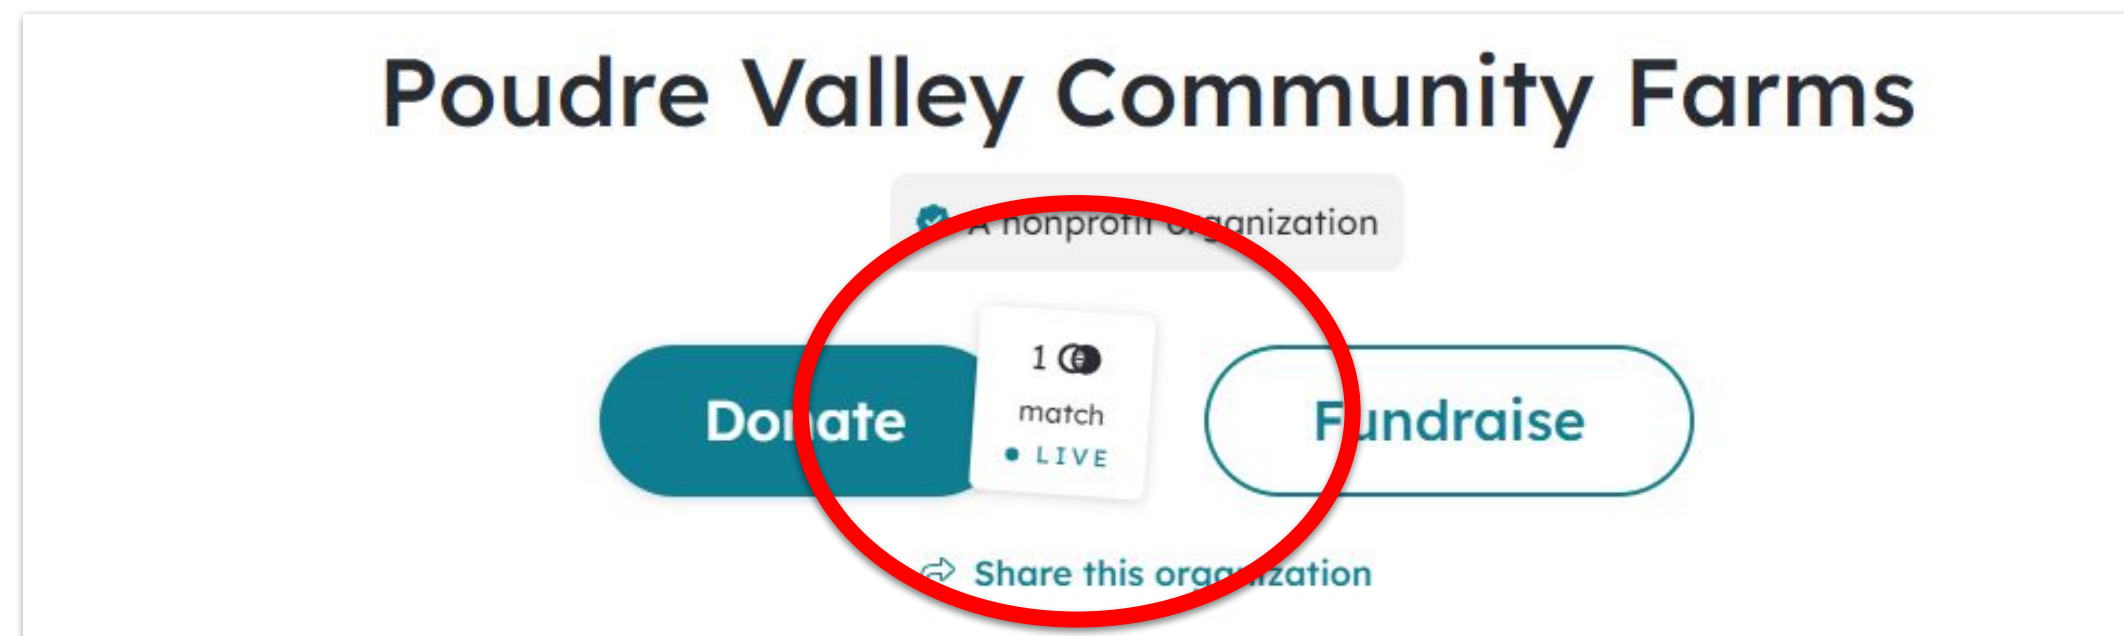 Poudre Valley Community Farms
A nonprofit organization
Donate
1
match
LIVE
Fundraise
Share this organization